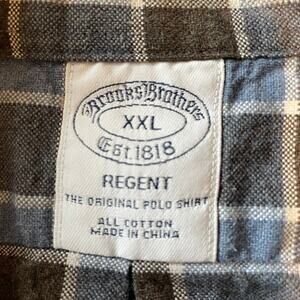 Brooks Brothers
XXL
Est. 1818
REGENT
THE ORIGINAL POLO SHIRT
ALL COTTON
MADE IN CHINA